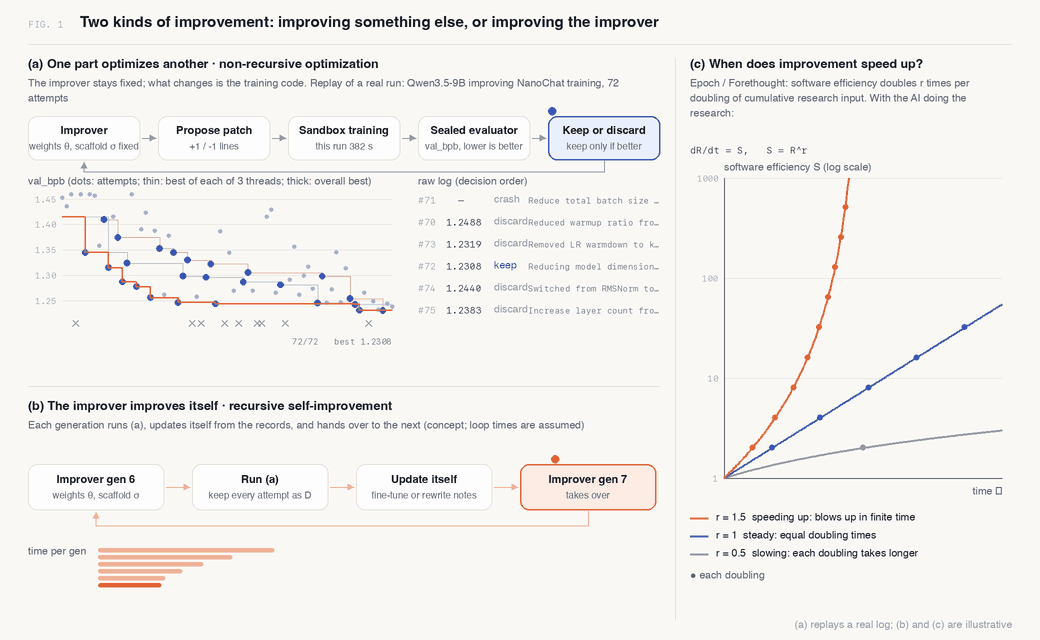 FIG. 1 Two kinds of improvement: improving something else, or improving the improver
(a) One part optimizes another · non-recursive optimization
The improver stays fixed; what changes is the training code. Replay of a real run: Qwen3.5-9B improving NanoChat training, 72
attempts
Improver
weights θ, scaffold σ fixed
Propose patch
+1 / -1 lines
Sandbox training
this run 382 s
Sealed evaluator
val_bpb, lower is better
Keep or discard
keep only if better
val_bpb (dots: attempts; thin: best of each of 3 threads; thick: overall best)
1.45
1.40
1.35
1.30
1.25
72/72 best 1.2308
raw log (decision order)
#71 — crash Reduce total batch size …
#70 1.2488 discard Reduced warmup ratio fro…
#73 1.2319 discard Removed LR warmdown to k…
#72 1.2308 keep Reducing model dimension…
#74 1.2440 discard Switched from RMSNorm to…
#75 1.2383 discard Increase layer count fro…
(b) The improver improves itself · recursive self-improvement
Each generation runs (a), updates itself from the records, and hands over to the next (concept; loop times are assumed)
Improver gen 6
weights θ, scaffold σ
Run (a)
keep every attempt as D
Update itself
fine-tune or rewrite notes
Improver gen 7
takes over
time per gen
(c) When does improvement speed up?
Epoch / Forethought: software efficiency doubles r times per
doubling of cumulative research input. With the AI doing the
research:
dR/dt = S, S = R^r
software efficiency S (log scale)
1000
100
10
1
time
r = 1.5 speeding up: blows up in finite time
r = 1 steady: equal doubling times
r = 0.5 slowing: each doubling takes longer
● each doubling
(a) replays a real log; (b) and (c) are illustrative